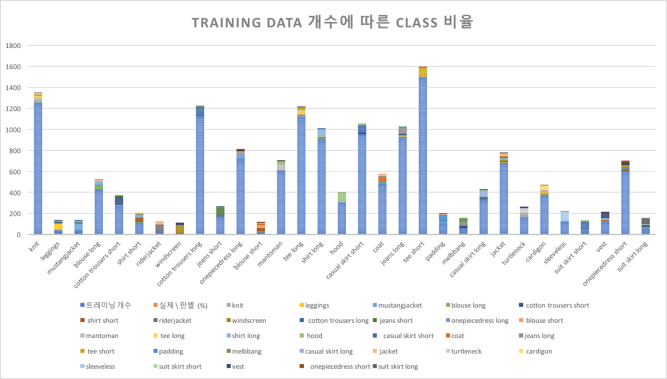 TRAINING DATA 개수에 따른 CLASS 비율
1800
1600
1400
1200
1000
800
600
400
200
0
knit
leggings
mustangjacket
blouse long
cotton trousers short
shirt short
riderjacket
windscreen
cotton trousers long
jeans short
onepiecedress long
blouse short
mantoman
tee long
shirt long
hood
casual skirt short
coat
jeans long
tee short
padding
melbbang
casual skirt long
jacket
turtleneck
cardigon
sleeveless
suit skirt short
vest
onepiecedress short
suit skirt long
트레이닝 개수 실제\판별 (%) knit leggings mustangjacket blouse long cotton trousers short
shirt short riderjacket windscreen cotton trousers long jeans short onepiecedress long blouse short
mantoman tee long shirt long hood casual skirt short coat jeans long
tee short padding melbbang casual skirt long jacket turtleneck cardigon
sleeveless suit skirt short vest onepiecedress short suit skirt long